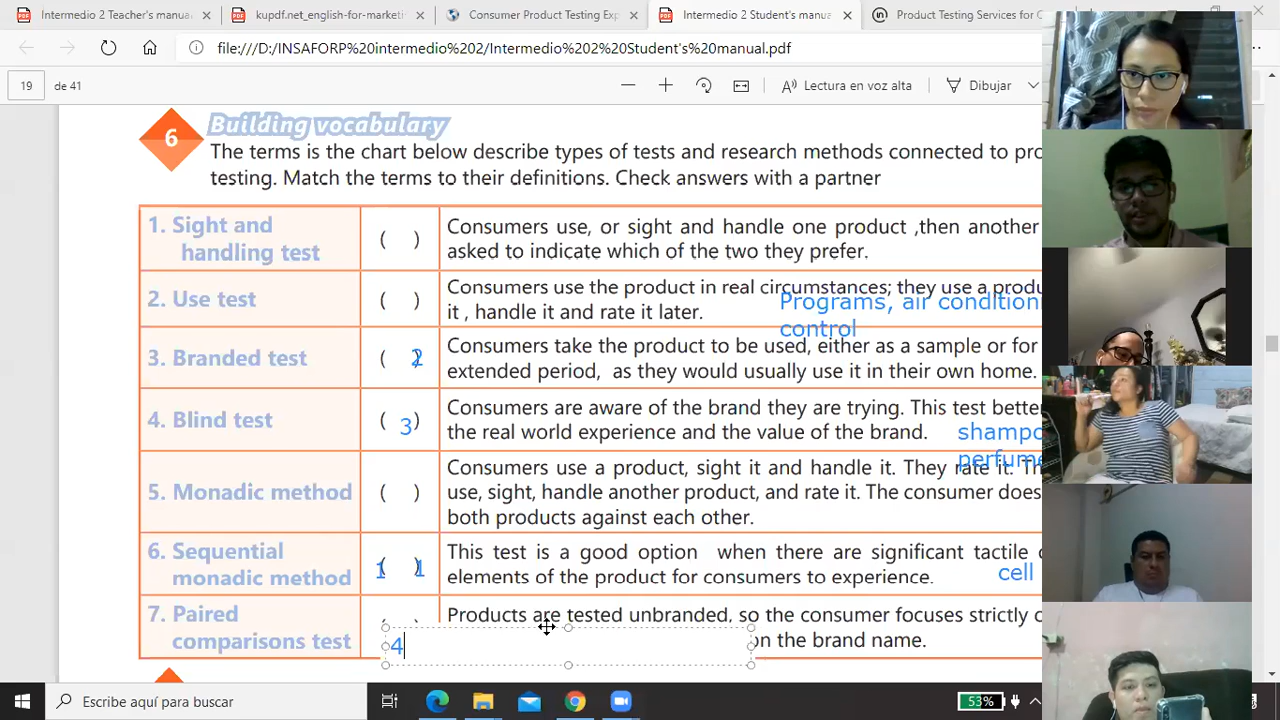 Intermedio 2 Teacher's manua
kupdf.net_english-for-marketi
Consumer Product Testing Exp
Intermedio 2 Student's manua
Product Testing Services for C
file:///D:/INSAFORP%20intermedio%202/Intermedio%202%20Student's%20manual.pdf
19 de 41
Lectura en voz alta
Dibujar
6
Building vocabulary
The terms is the chart below describe types of tests and research methods connected to pro
testing. Match the terms to their definitions. Check answers with a partner
1. Sight and
handling test
( )
Consumers use, or sight and handle one product ,then another
asked to indicate which of the two they prefer.
2. Use test
( )
Consumers use the product in real circumstances; they use a produ
it , handle it and rate it later.
Programs, air condition
control
3. Branded test
( 2)
Consumers take the product to be used, either as a sample or for
extended period, as they would usually use it in their own home.
4. Blind test
( 3)
Consumers are aware of the brand they are trying. This test better
the real world experience and the value of the brand.
shampo
perfume
5. Monadic method
( )
Consumers use a product, sight it and handle it. They rate it. Th
use, sight, handle another product, and rate it. The consumer does
both products against each other.
6. Sequential
monadic method
1( )1
This test is a good option when there are significant tactile o
elements of the product for consumers to experience.
cell
7. Paired
comparisons test
4
Products are tested unbranded, so the consumer focuses strictly o
on the brand name.
Escribe aquí para buscar
53%